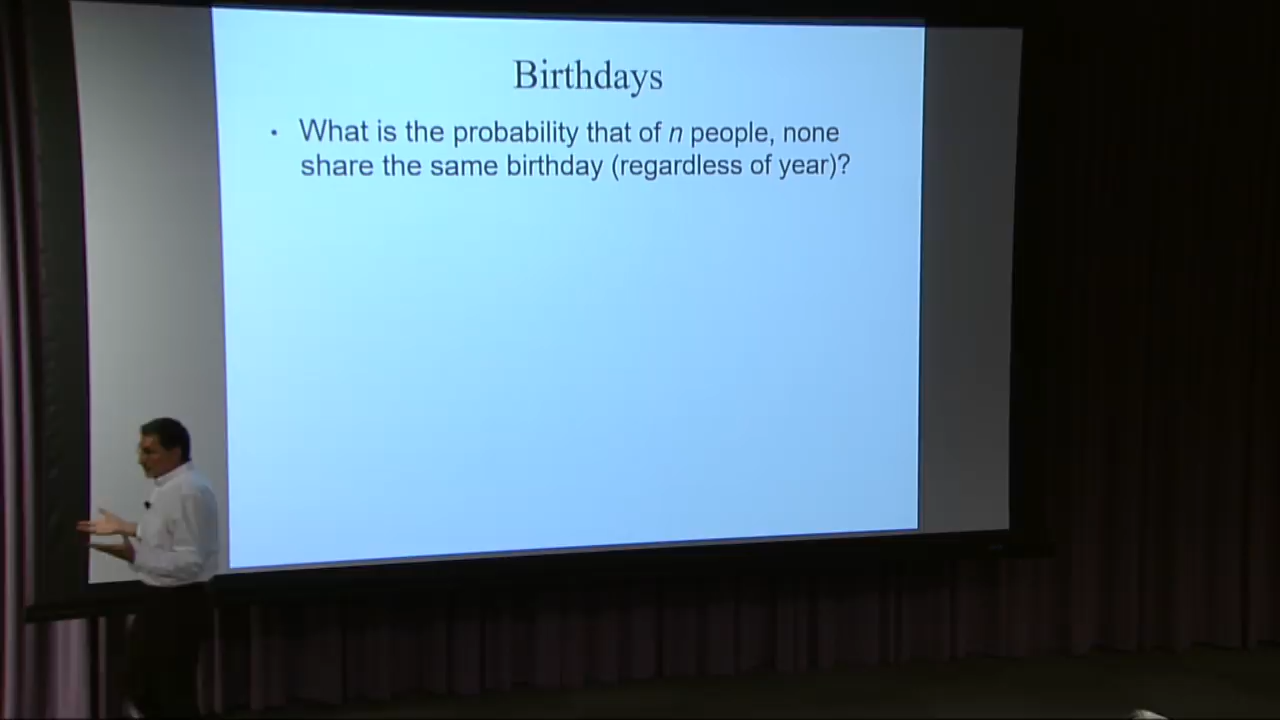 Birthdays
• What is the probability that of n people, none
share the same birthday (regardless of year)?